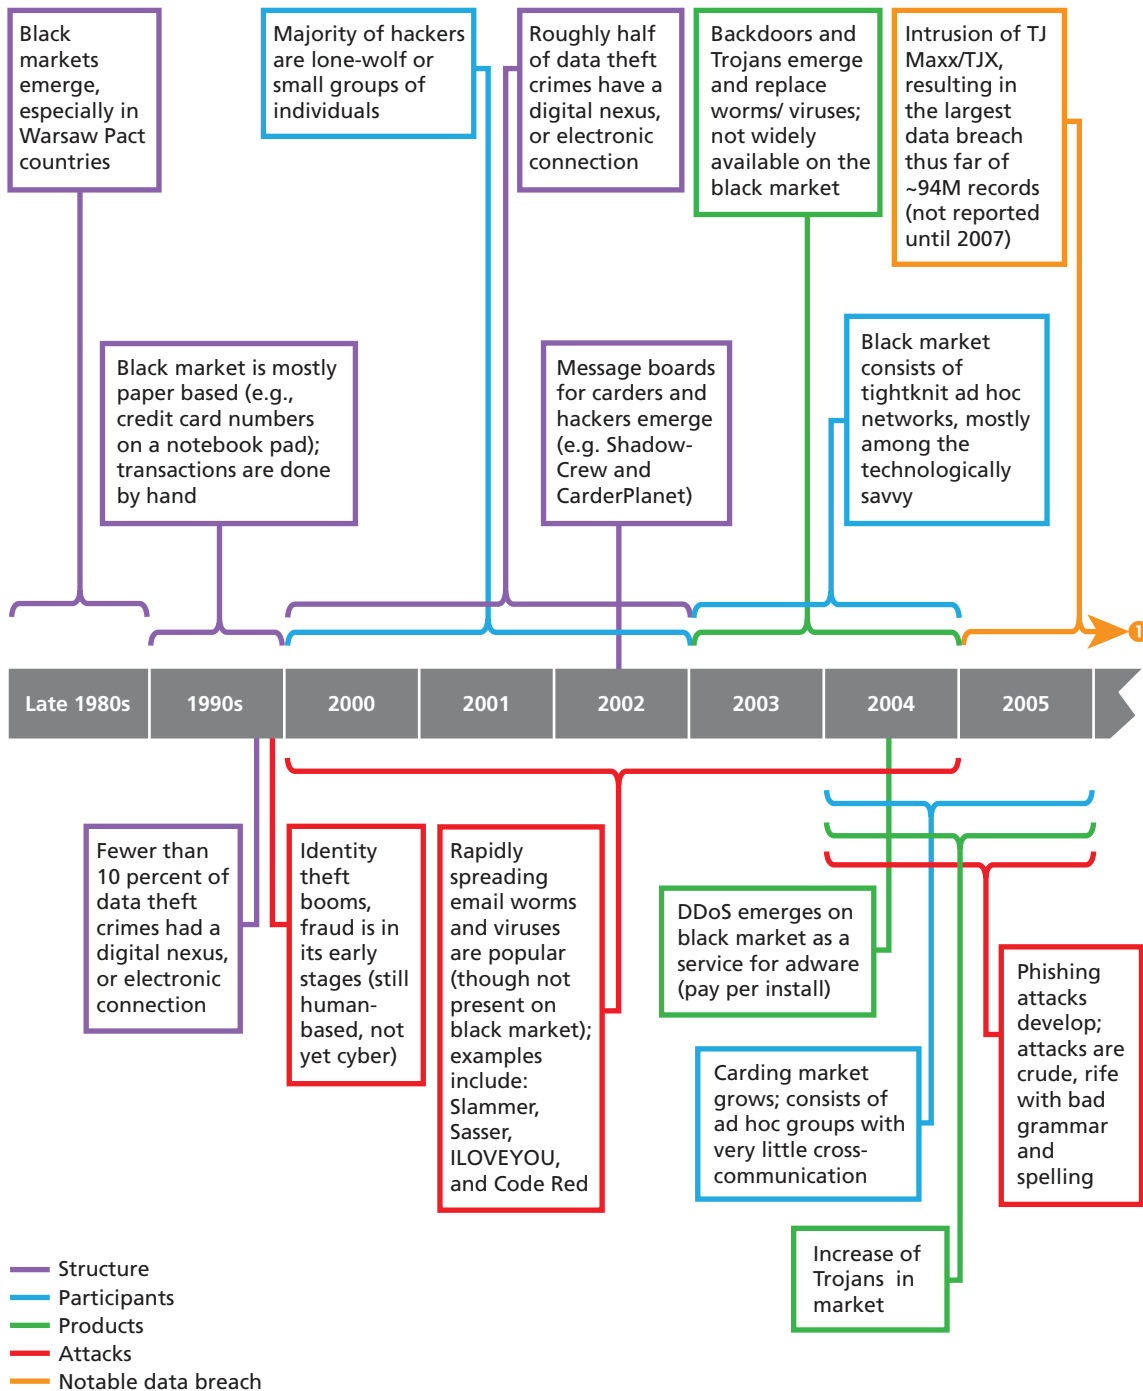 Black
markets
emerge,
especially in
Warsaw Pact
countries
Majority of hackers
are lone-wolf or
small groups of
individuals
Roughly half
of data theft
crimes have a
digital nexus,
or electronic
connection
Backdoors and
Trojans emerge
and replace
worms/ viruses;
not widely
available on the
black market
Intrusion of TJ
Maxx/TJX,
resulting in
the largest
data breach
thus far of
~94M records
(not reported
until 2007)
Black market is mostly
paper based (e.g.,
credit card numbers
on a notebook pad);
transactions are done
by hand
Message boards
for carders and
hackers emerge
(e.g. Shadow-
Crew and
CarderPlanet)
Black market
consists of
tightknit ad hoc
networks, mostly
among the
technologically
savvy
1
Late 1980s
1990s
2000
2001
2002
2003
2004
2005
Fewer than
10 percent of
data theft
crimes had a
digital nexus,
or electronic
connection
Identity
theft
booms,
fraud is in
its early
stages (still
human-
based, not
yet cyber)
Rapidly
spreading
email worms
and viruses
are popular
(though not
present on
black market);
examples
include:
Slammer,
Sasser,
ILOVEYOU,
and Code Red
DDoS emerges on
black market as a
service for adware
(pay per install)
Carding market
grows; consists of
ad hoc groups with
very little cross-
communication
Phishing
attacks
develop;
attacks are
crude, rife
with bad
grammar
and
spelling
Increase of
Trojans in
market
Structure
Participants
Products
Attacks
Notable data breach